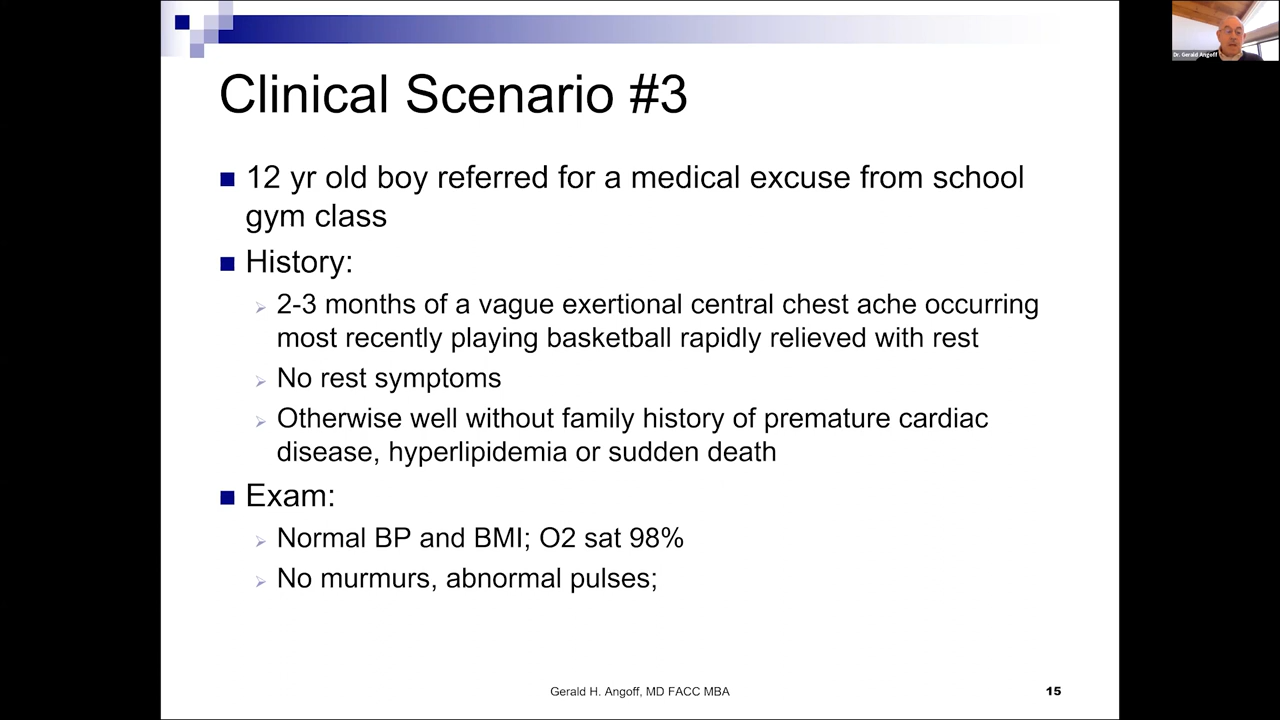 Clinical Scenario #3
12 yr old boy referred for a medical excuse from school
gym class
History:
2-3 months of a vague exertional central chest ache occurring
most recently playing basketball rapidly relieved with rest
No rest symptoms
Otherwise well without family history of premature cardiac
disease, hyperlipidemia or sudden death
Exam:
Normal BP and BMI; O2 sat 98%
No murmurs, abnormal pulses;
Gerald H. Angoff, MD FACC MBA
15
Dr. Gerald Angoff